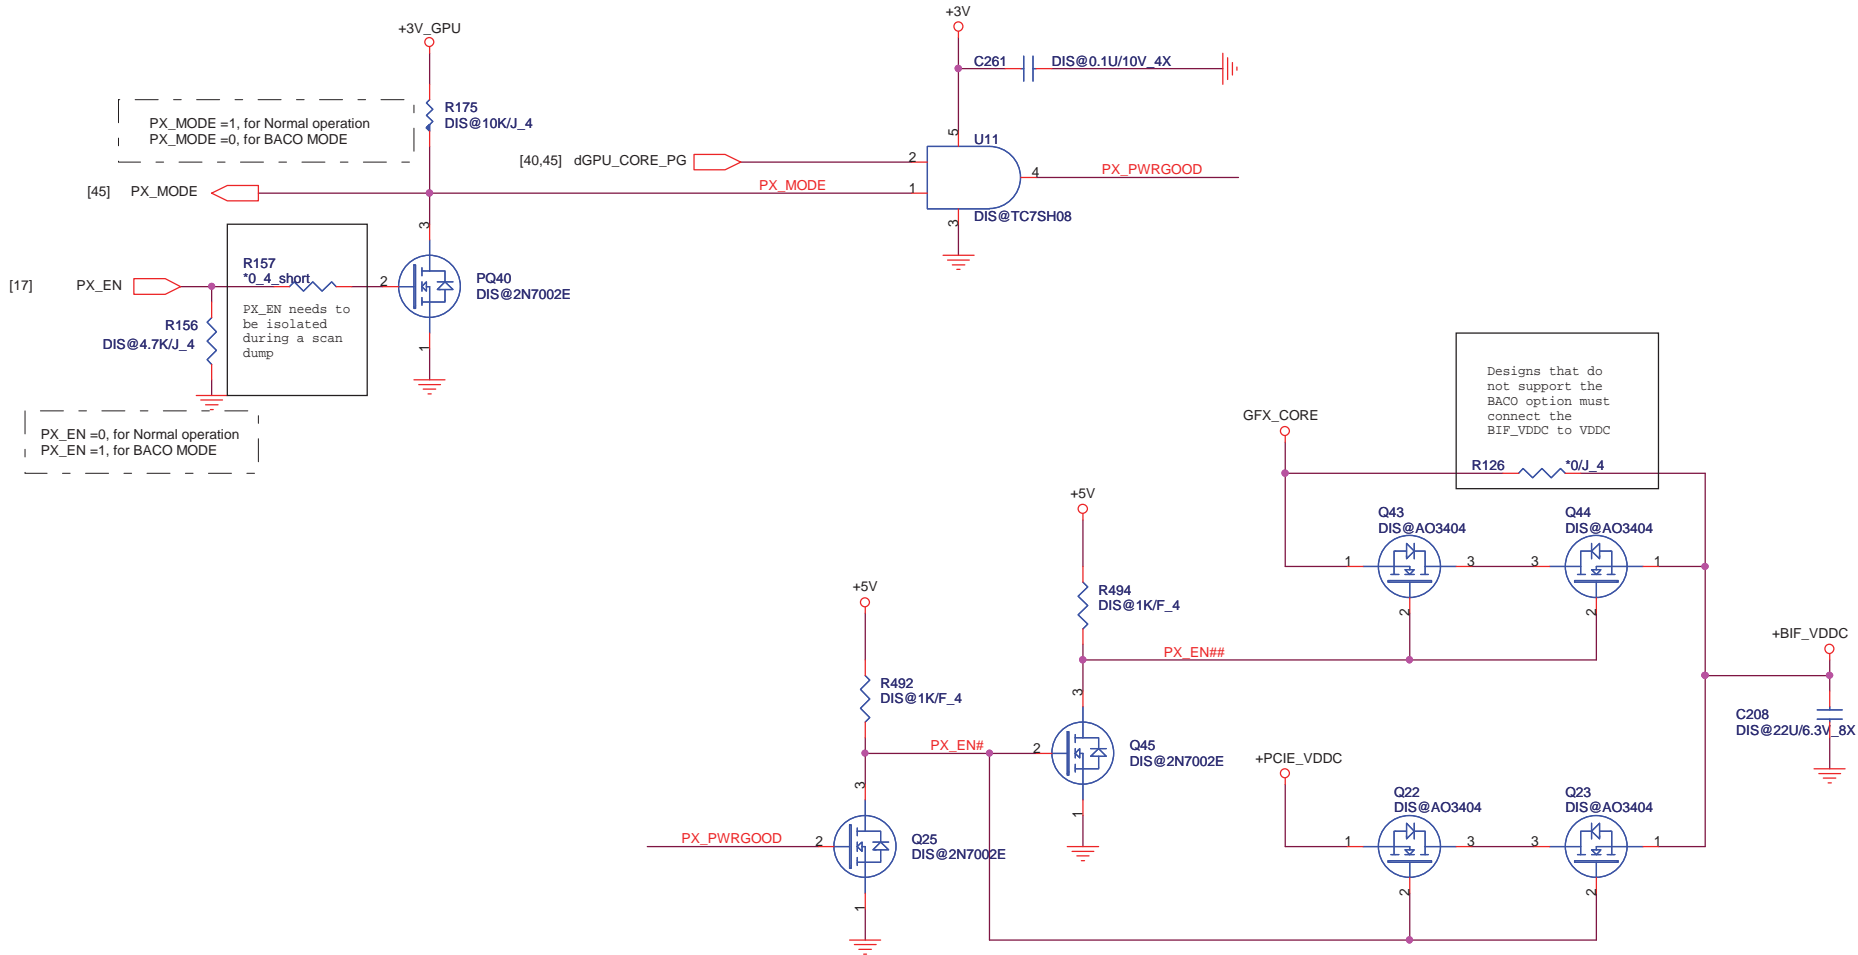 +3V_GPU
R175
DIS@10K/J_4
PX_MODE =1, for Normal operation
PX_MODE =0, for BACO MODE
+3V
C261
DIS@0.1U/10V_4X
5
U11
[40,45] dGPU_CORE_PG
2
4
PX_PWRGOOD
[45] PX_MODE
PX_MODE
1
3
DIS@TC7SH08
3
R157
*0_4_short
[17] PX_EN
2
PQ40
DIS@2N7002E
PX_EN needs to
be isolated
during a scan
dump
R156
DIS@4.7K/J_4
1
PX_EN =0, for Normal operation
PX_EN =1, for BACO MODE
Designs that do
not support the
BACO option must
connect the
BIF_VDDC to VDDC
GFX_CORE
R126
*0/J_4
+5V
Q43
DIS@AO3404
Q44
DIS@AO3404
1
3
3
1
2
2
R494
DIS@1K/F_4
+5V
PX_EN##
+BIF_VDDC
R492
DIS@1K/F_4
3
C208
DIS@22U/6.3V_8X
PX_EN#
2
Q45
DIS@2N7002E
1
+PCIE_VDDC
3
Q22
DIS@AO3404
Q23
DIS@AO3404
PX_PWRGOOD
2
Q25
DIS@2N7002E
1
1
3
3
1
2
2